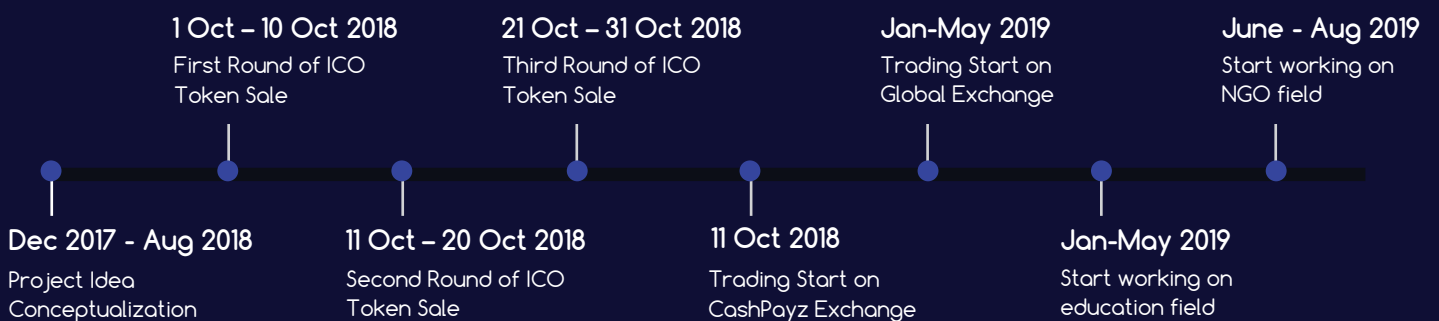 1 Oct – 10 Oct 2018
First Round of ICO
Token Sale
21 Oct – 31 Oct 2018
Third Round of ICO
Token Sale
Jan-May 2019
Trading Start on
Global Exchange
June - Aug 2019
Start working on
NGO field
Dec 2017 - Aug 2018
Project Idea
Conceptualization
11 Oct – 20 Oct 2018
Second Round of ICO
Token Sale
11 Oct 2018
Trading Start on
CashPayz Exchange
Jan-May 2019
Start working on
education field